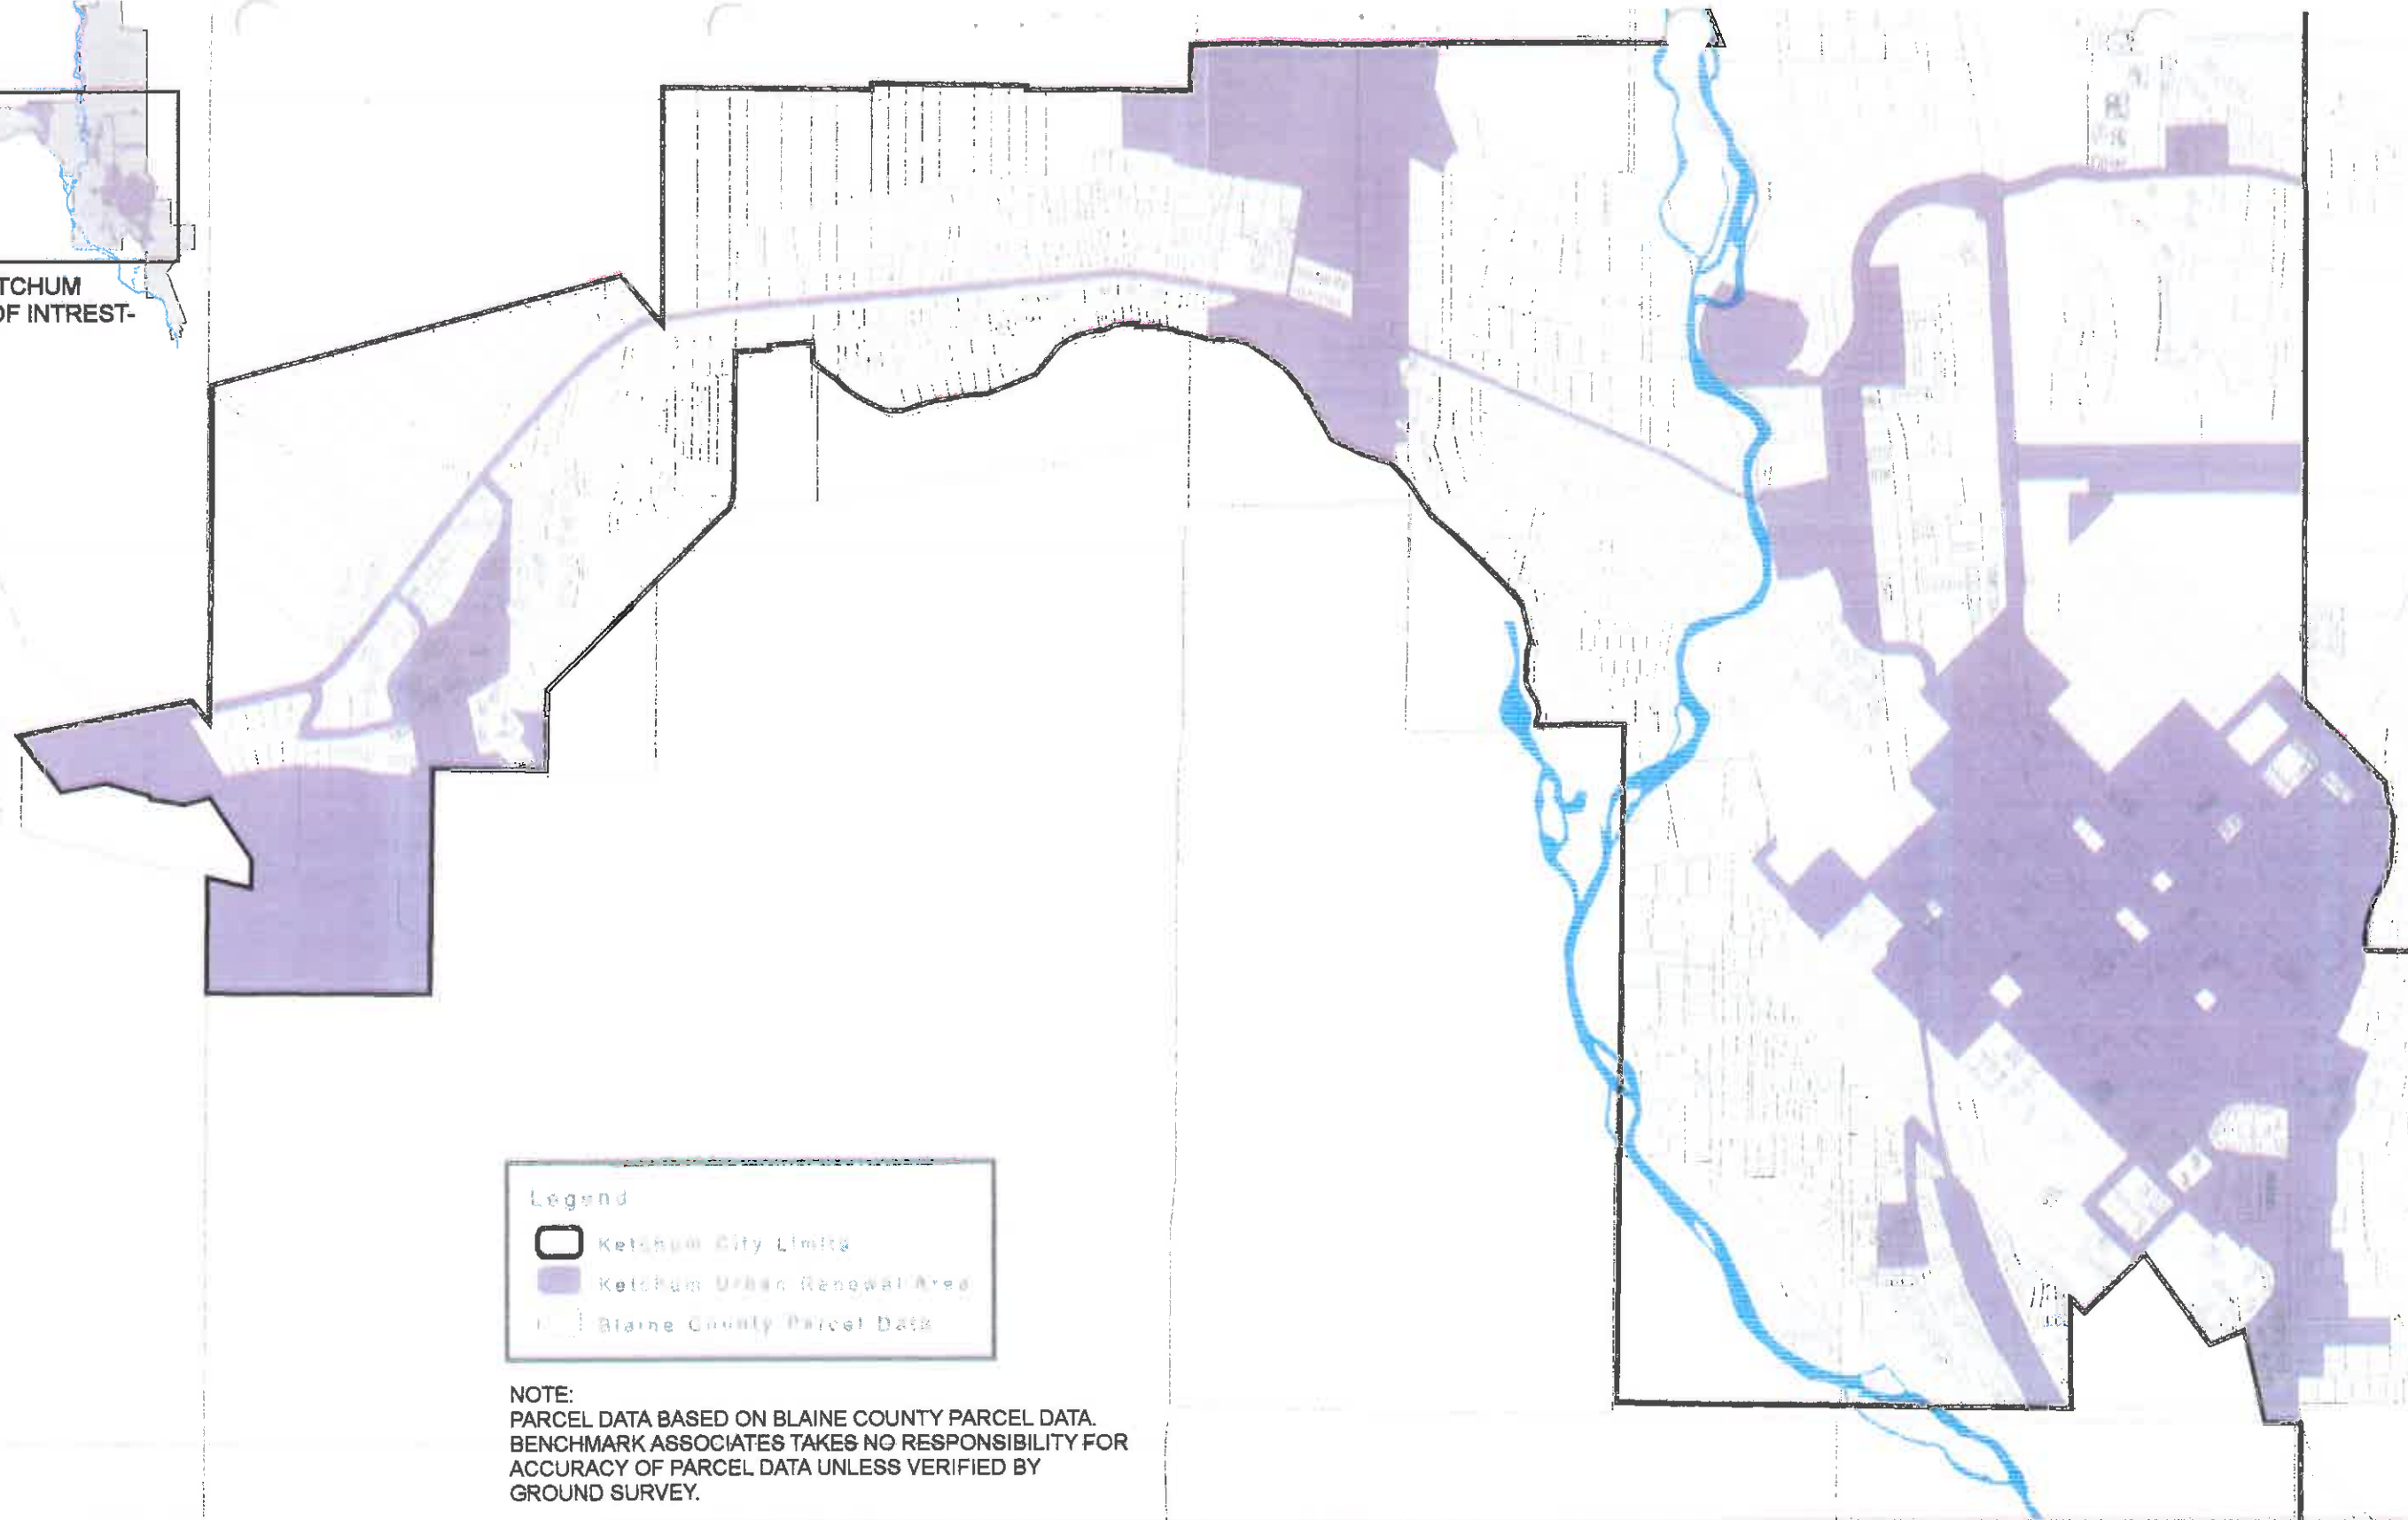 TCHUM
OF INTREST-
Legend
Ketchum City Limits
Ketchum Urban Renewal Area
Blaine County Parcel Data
NOTE:
PARCEL DATA BASED ON BLAINE COUNTY PARCEL DATA.
BENCHMARK ASSOCIATES TAKES NO RESPONSIBILITY FOR
ACCURACY OF PARCEL DATA UNLESS VERIFIED BY
GROUND SURVEY.